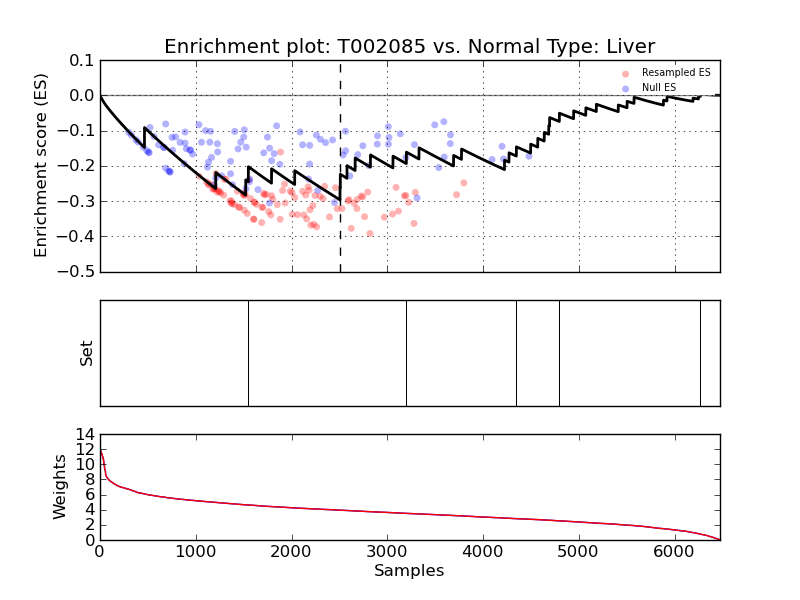 Enrichment plot: T002085 vs. Normal Type: Liver
Enrichment score (ES)
0.1
0.0
−0.1
−0.2
−0.3
−0.4
−0.5
Resampled ES
Null ES
Set
Weights
14
12
10
8
6
4
2
0
0 1000 2000 3000 4000 5000 6000
Samples